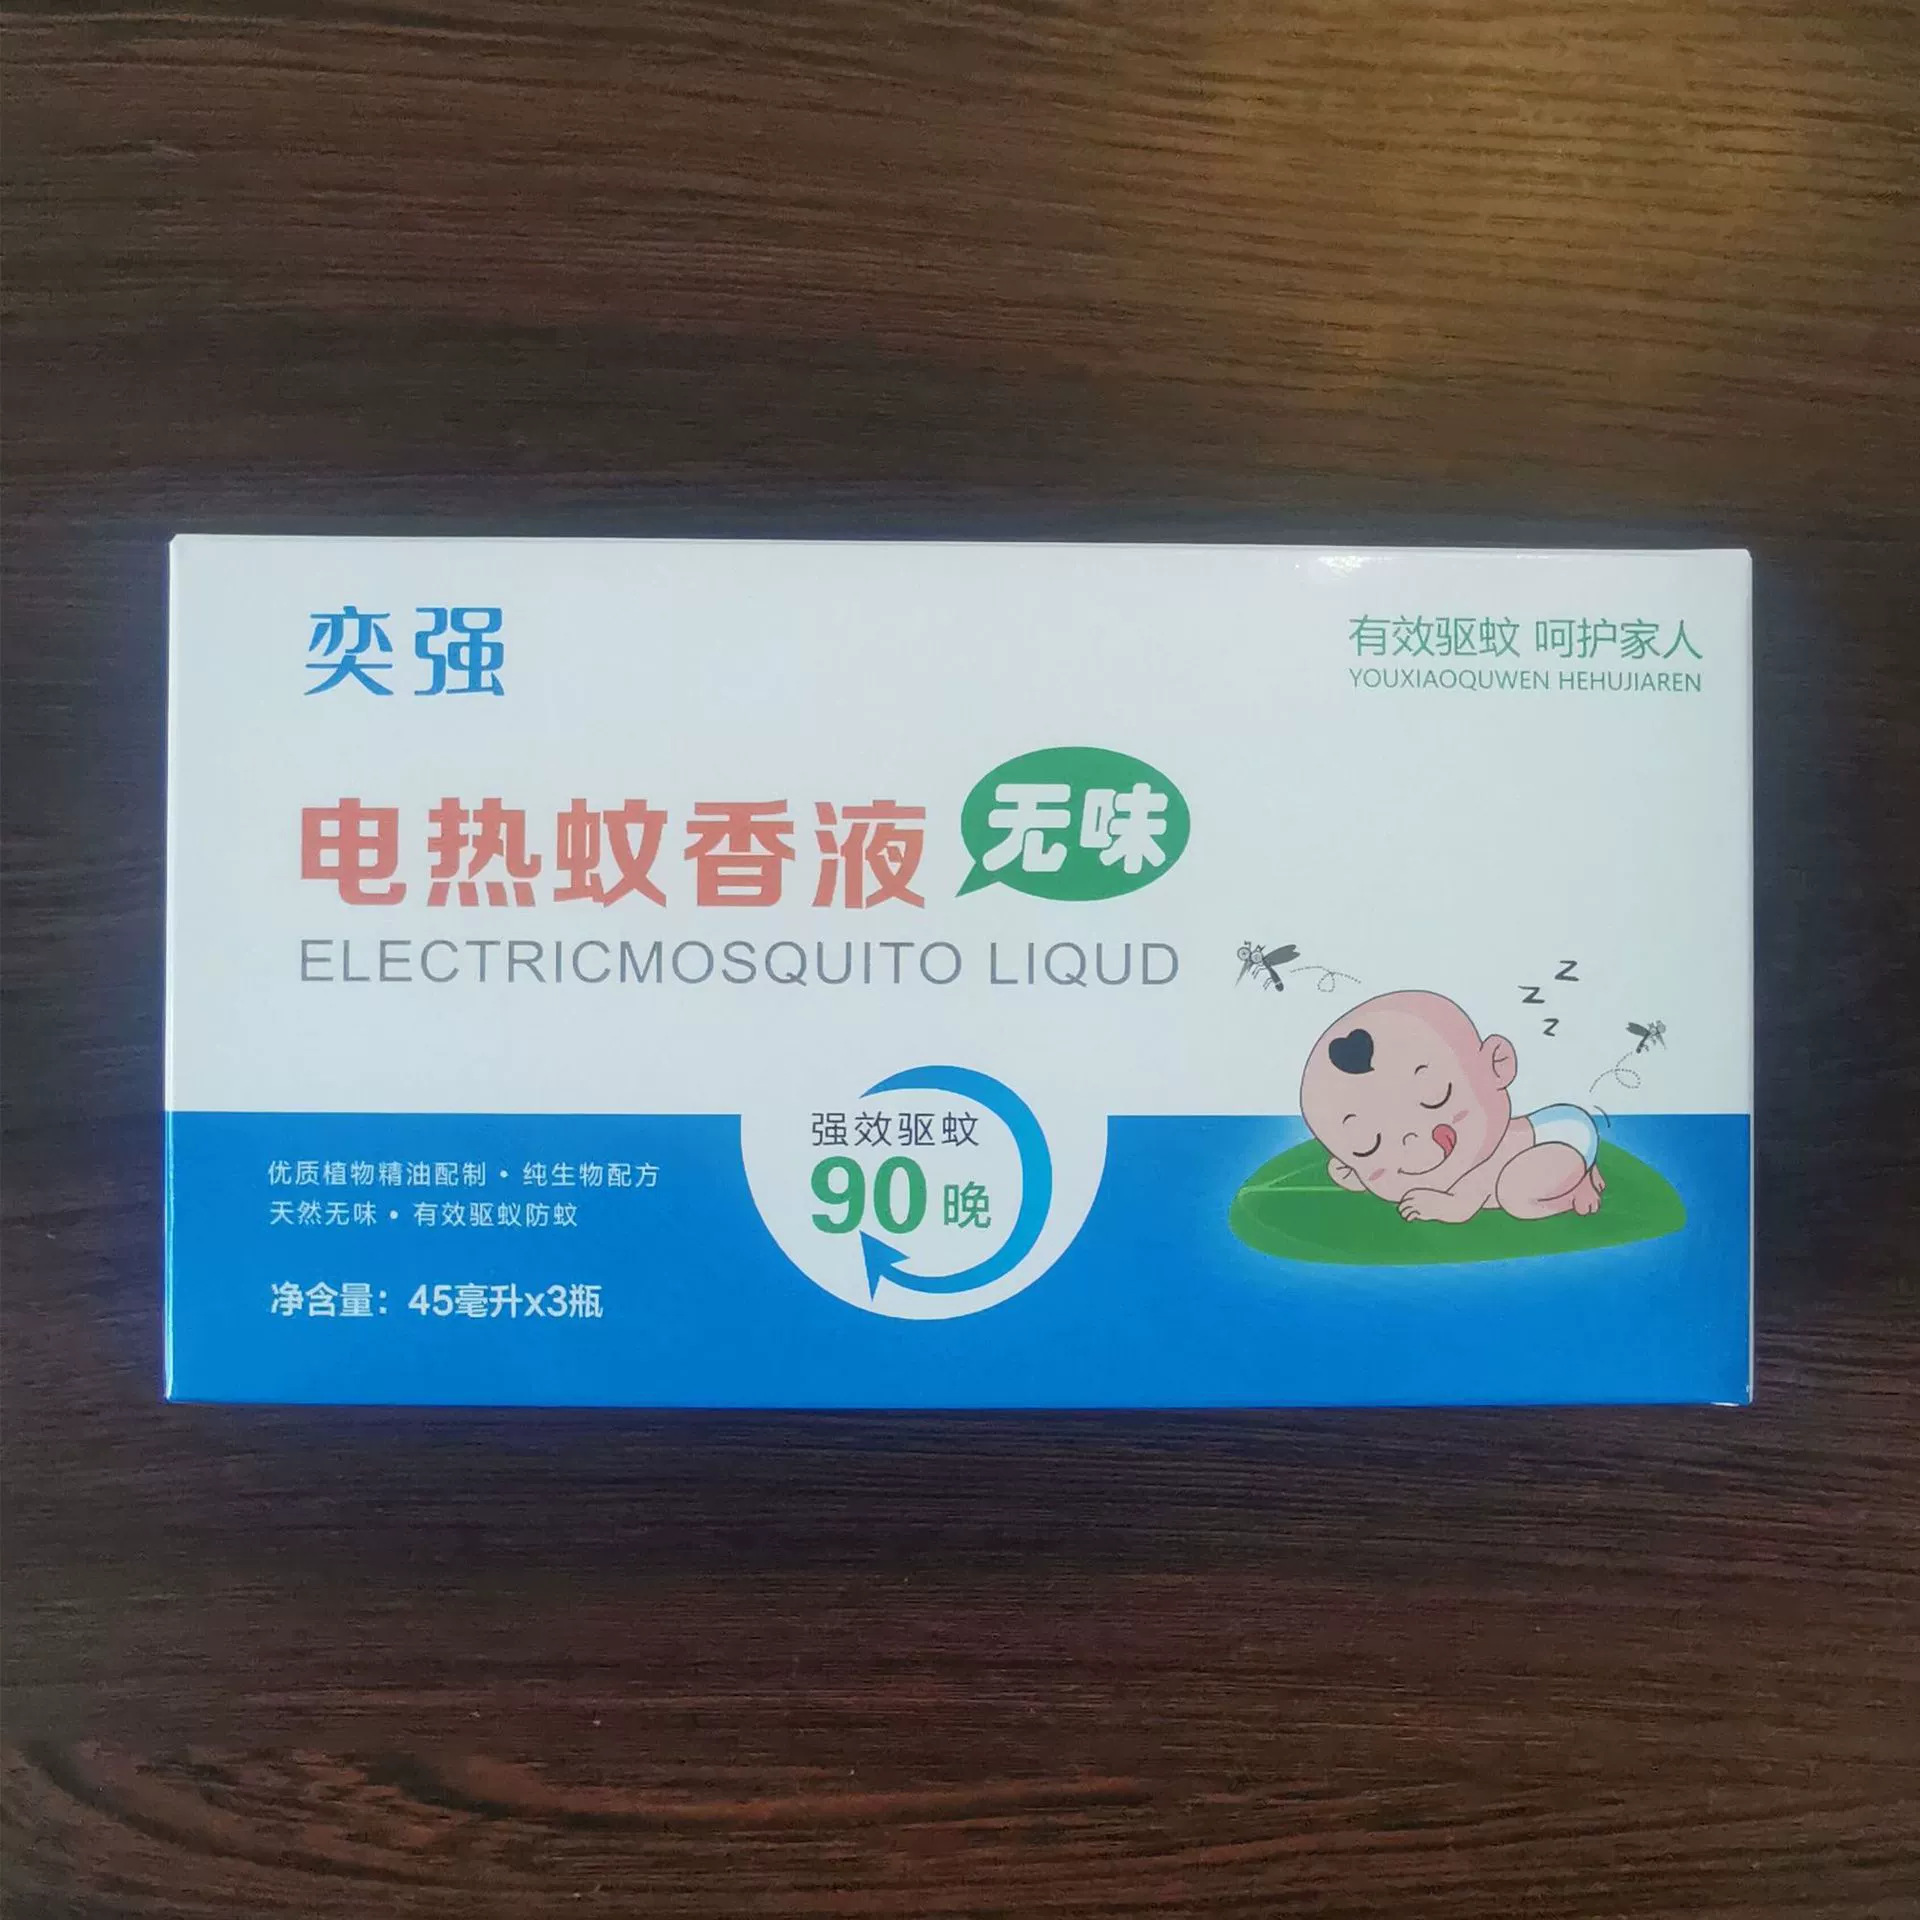 奕强
有效驱蚊 呵护家人
YOUXIAOQUWEN HEHUJIAREN
电热蚊香液
无味
ELECTRICMOSQUITO LIQUD
z
z
z
强效驱蚊
90晚
优质植物精油配制·纯生物配方
天然无味·有效驱蚁防蚊
净含量：45毫升x3瓶